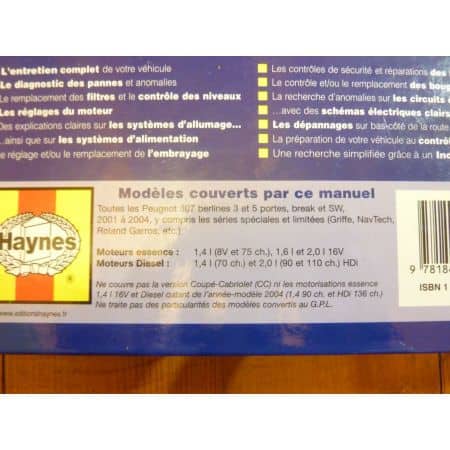 L'entretien complet de votre véhicule
Le diagnostic des pannes et anomalies
Le remplacement des filtres et le contrôle des niveaux
Les réglages du moteur
Des explications claires sur les systèmes d'allumage...
...ainsi que sur les systèmes d'alimentation
le réglage et/ou le remplacement de l'embrayage
Les contrôles de sécurité et réparations des
Le contrôle et/ou le remplacement des boug
La recherche d'anomalies sur les circuits
...avec des schémas électriques clairs
Les dépannages sur bas-côté de la route
La préparation de votre véhicule au contrô
Une recherche simplifiée grâce à un Ind
Modèles couverts par ce manuel
Toutes les Peugeot 307 berlines 3 et 5 portes, break et SW,
2001 à 2004, y compris les séries spéciales et limitées (Griffe, NavTech,
Roland Garros, etc.)
Moteurs essence : 1,4 l (8V et 75 ch.), 1,6 l et 2,0 l 16V
Moteurs Diesel : 1,4 l (70 ch.) et 2,0 l (90 et 110 ch.) HDi
Ne couvre pas la version Coupé-Cabriolet (CC) ni les motorisations essence
1,4 l 16V et Diesel datant de l'année-modèle 2004 (1,4 90 ch. et HDi 136 ch.)
Ne traite pas des particularités des modèles convertis au G.P.L.
Haynes
®
www.editionshaynes.fr
9 78184
ISBN 1